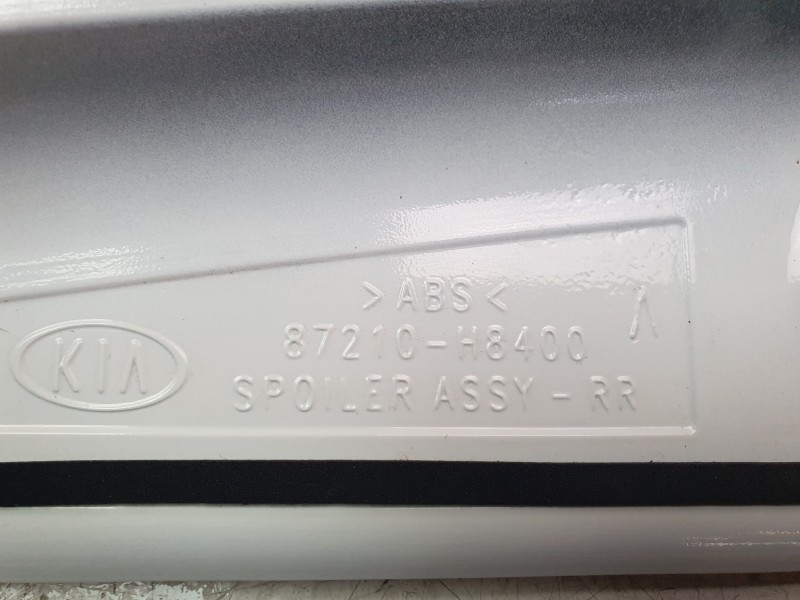 >ABS<
87210-H8400
KIA
SPOILER ASSY-RR